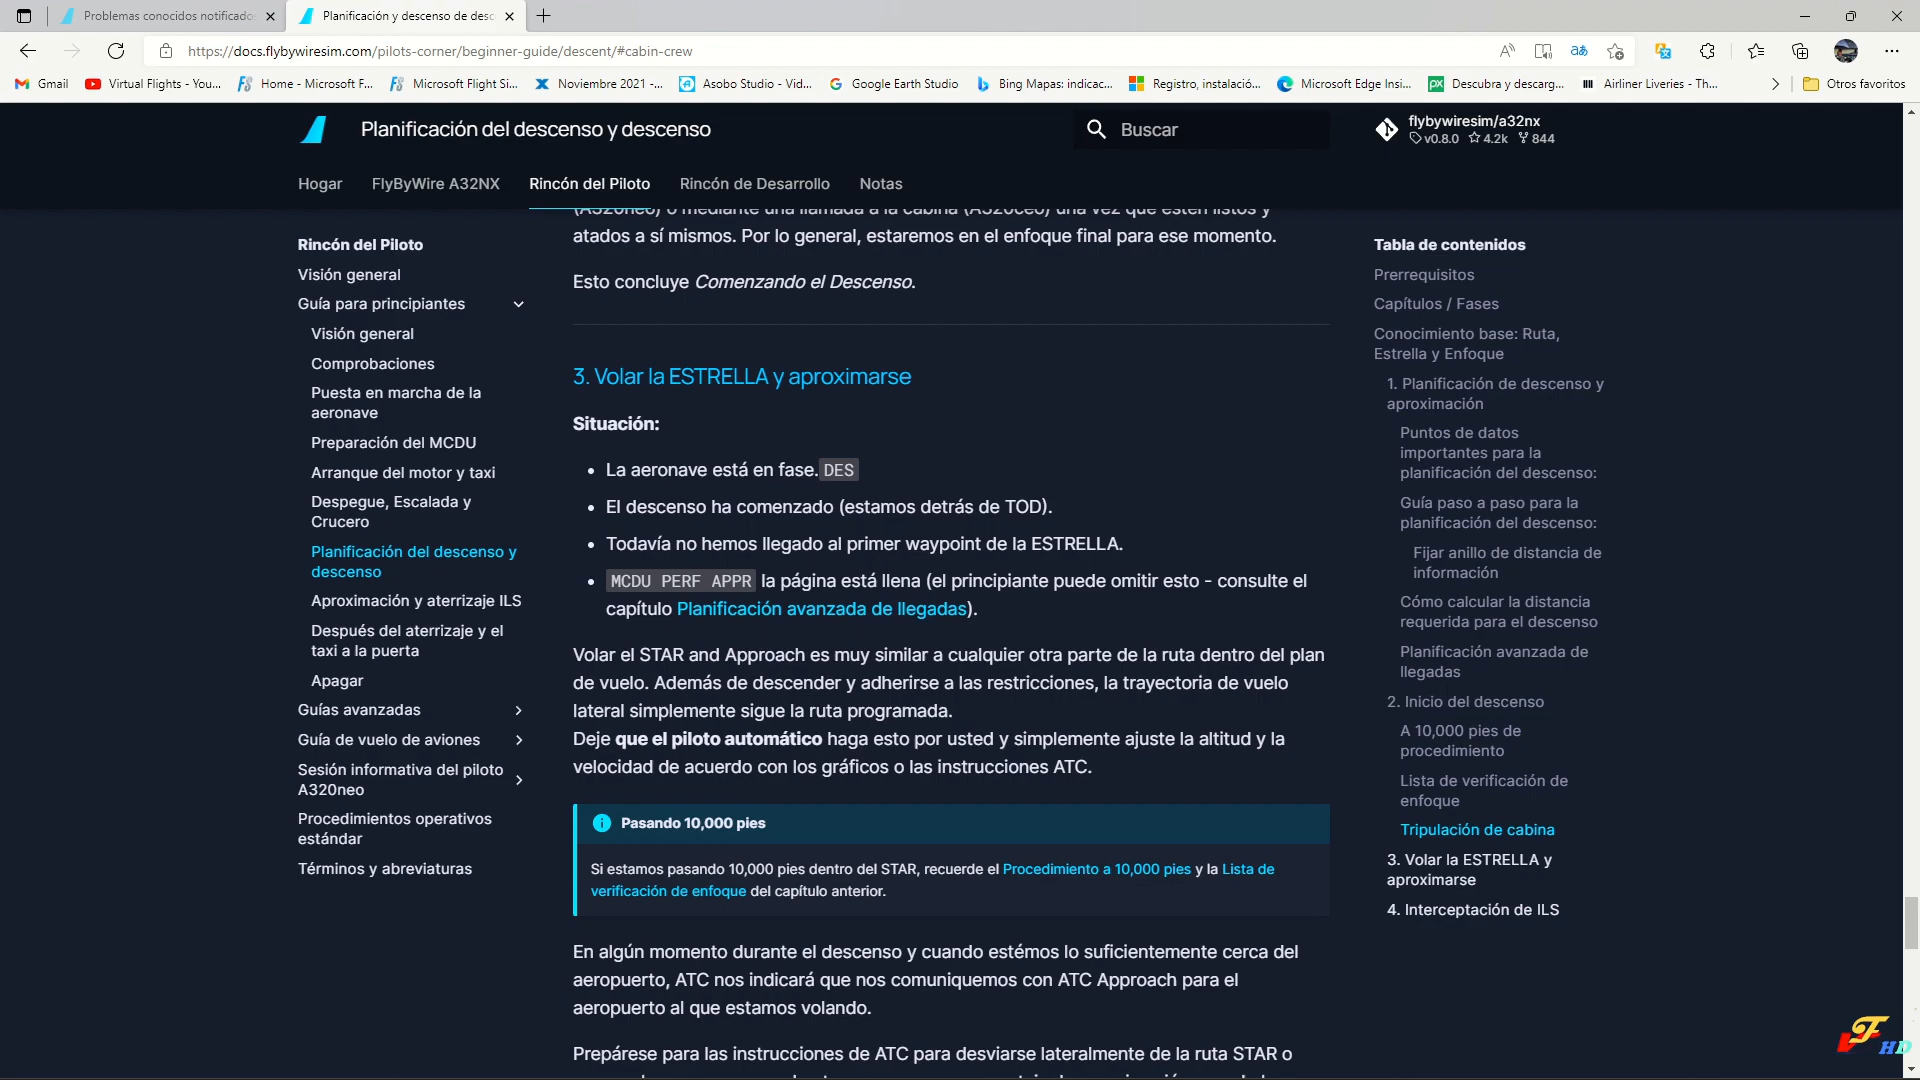 Problemas conocidos notificados
Planificación y descenso de desc
https://docs.flybywiresim.com/pilots-corner/beginner-guide/descent/#cabin-crew
Gmail
Virtual Flights - You...
Home - Microsoft F...
Microsoft Flight Si...
Noviembre 2021 -...
Asobo Studio - Vid...
Google Earth Studio
Bing Mapas: indicac...
Registro, instalació...
Microsoft Edge Insi...
Descubra y descarg...
Airliner Liveries - Th...
Otros favoritos
Planificación del descenso y descenso
Buscar
flybywiresim/a32nx
v0.8.0 4.2k 844
Hogar
FlyByWire A32NX
Rincón del Piloto
Rincón de Desarrollo
Notas
Rincón del Piloto
Visión general
Guía para principiantes
Visión general
Comprobaciones
Puesta en marcha de la
aeronave
Preparación del MCDU
Arranque del motor y taxi
Despegue, Escalada y
Crucero
Planificación del descenso y
descenso
Aproximación y aterrizaje ILS
Después del aterrizaje y el
taxi a la puerta
Apagar
Guías avanzadas
Guía de vuelo de aviones
Sesión informativa del piloto
A320neo
Procedimientos operativos
estándar
Términos y abreviaturas
(A320neo) o mediante una llamada a la cabina (A320ceo) una vez que estén listos y
atados a sí mismos. Por lo general, estaremos en el enfoque final para ese momento.
Esto concluye Comenzando el Descenso.
3. Volar la ESTRELLA y aproximarse
Situación:
• La aeronave está en fase. DES
• El descenso ha comenzado (estamos detrás de TOD).
• Todavía no hemos llegado al primer waypoint de la ESTRELLA.
• MCDU PERF APPR la página está llena (el principiante puede omitir esto - consulte el
capítulo Planificación avanzada de llegadas).
Volar el STAR and Approach es muy similar a cualquier otra parte de la ruta dentro del plan
de vuelo. Además de descender y adherirse a las restricciones, la trayectoria de vuelo
lateral simplemente sigue la ruta programada.
Deje que el piloto automático haga esto por usted y simplemente ajuste la altitud y la
velocidad de acuerdo con los gráficos o las instrucciones ATC.
Pasando 10,000 pies
Si estamos pasando 10,000 pies dentro del STAR, recuerde el Procedimiento a 10,000 pies y la Lista de
verificación de enfoque del capítulo anterior.
En algún momento durante el descenso y cuando estémos lo suficientemente cerca del
aeropuerto, ATC nos indicará que nos comuniquemos con ATC Approach para el
aeropuerto al que estamos volando.
Prepárese para las instrucciones de ATC para desviarse lateralmente de la ruta STAR o
Tabla de contenidos
Prerrequisitos
Capítulos / Fases
Conocimiento base: Ruta,
Estrella y Enfoque
1. Planificación de descenso y
aproximación
Puntos de datos
importantes para la
planificación del descenso:
Guía paso a paso para la
planificación del descenso:
Fijar anillo de distancia de
información
Cómo calcular la distancia
requerida para el descenso
Planificación avanzada de
llegadas
2. Inicio del descenso
A 10,000 pies de
procedimiento
Lista de verificación de
enfoque
Tripulación de cabina
3. Volar la ESTRELLA y
aproximarse
4. Interceptación de ILS
VF HD